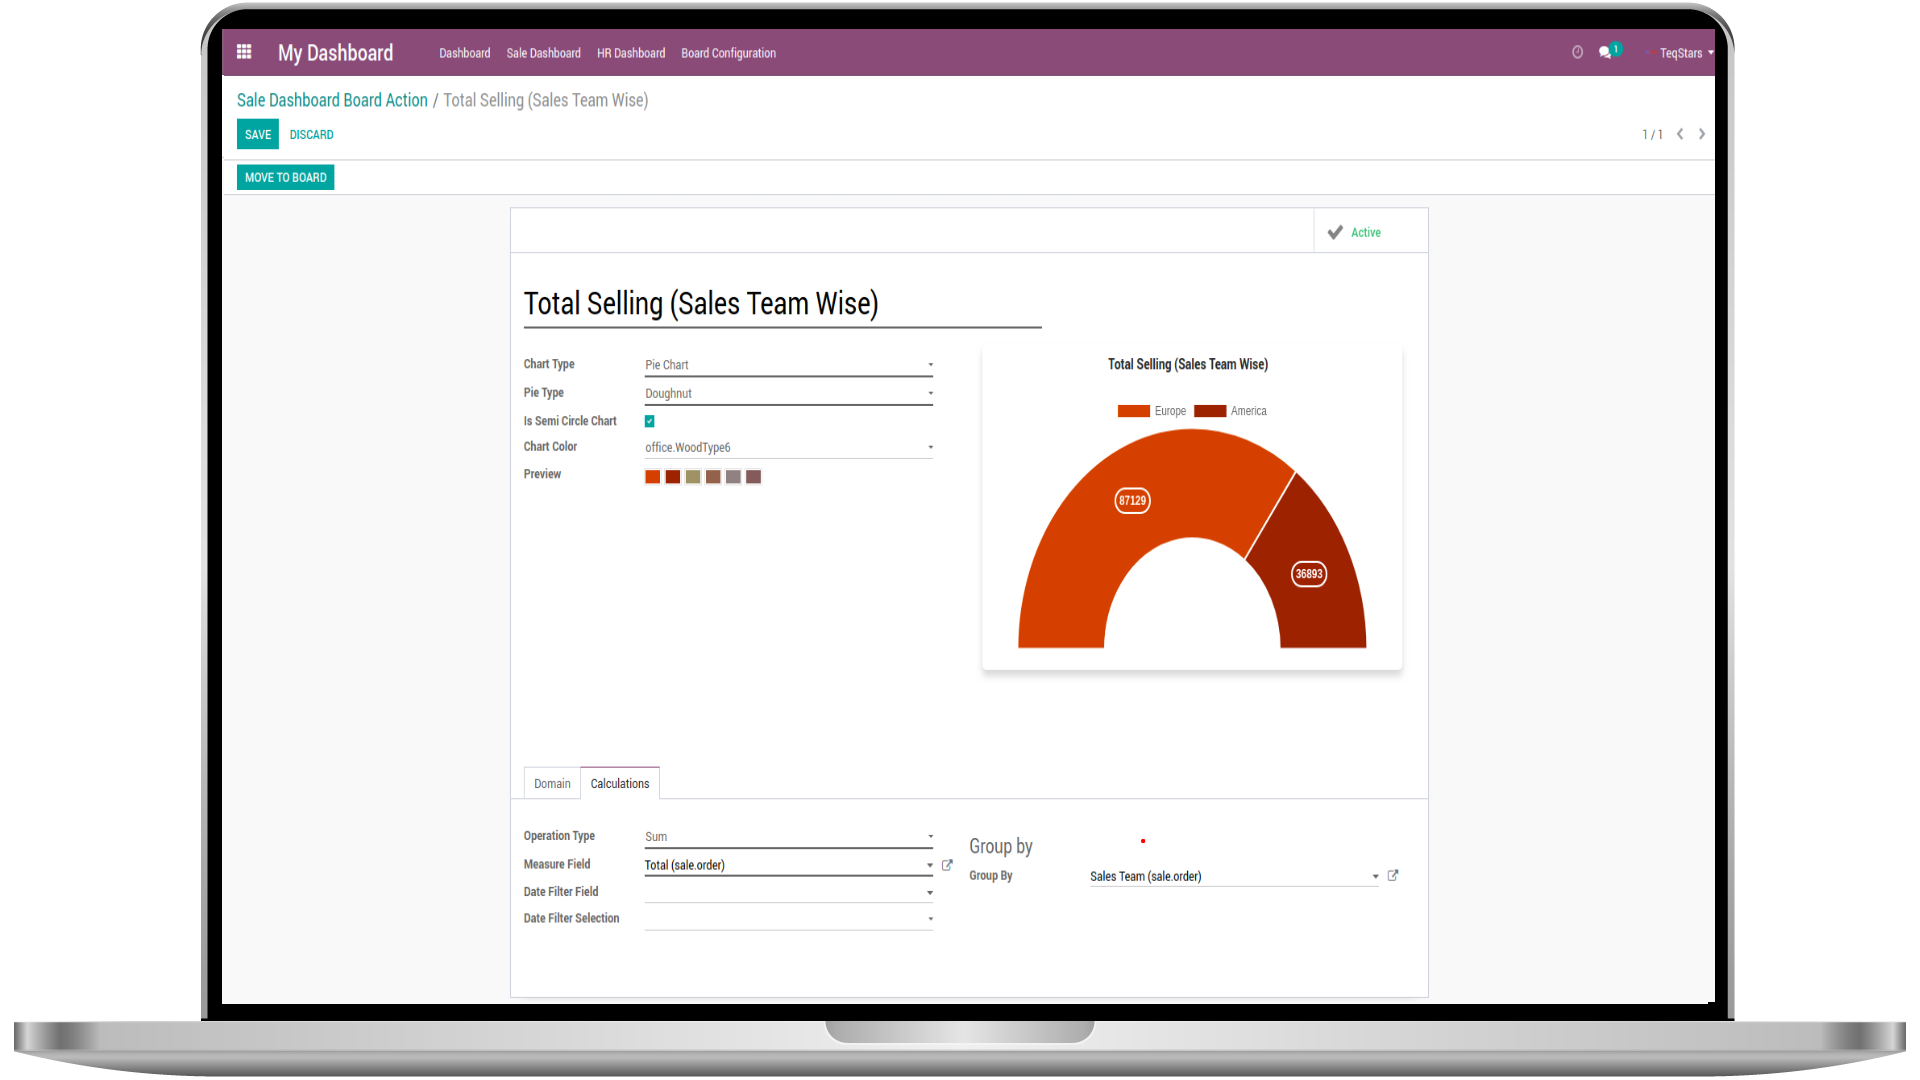 My Dashboard Dashboard Sale Dashboard HR Dashboard Board Configuration 1 TeqStars
Sale Dashboard Board Action / Total Selling (Sales Team Wise)
SAVE DISCARD 1 / 1
MOVE TO BOARD
Active
Total Selling (Sales Team Wise)
Chart Type Pie Chart
Pie Type Doughnut
Is Semi Circle Chart
Chart Color office.WoodType6
Preview
Total Selling (Sales Team Wise)
Europe America
87129
36893
Domain Calculations
Operation Type Sum
Measure Field Total (sale.order)
Date Filter Field
Date Filter Selection
Group by
Group By Sales Team (sale.order)